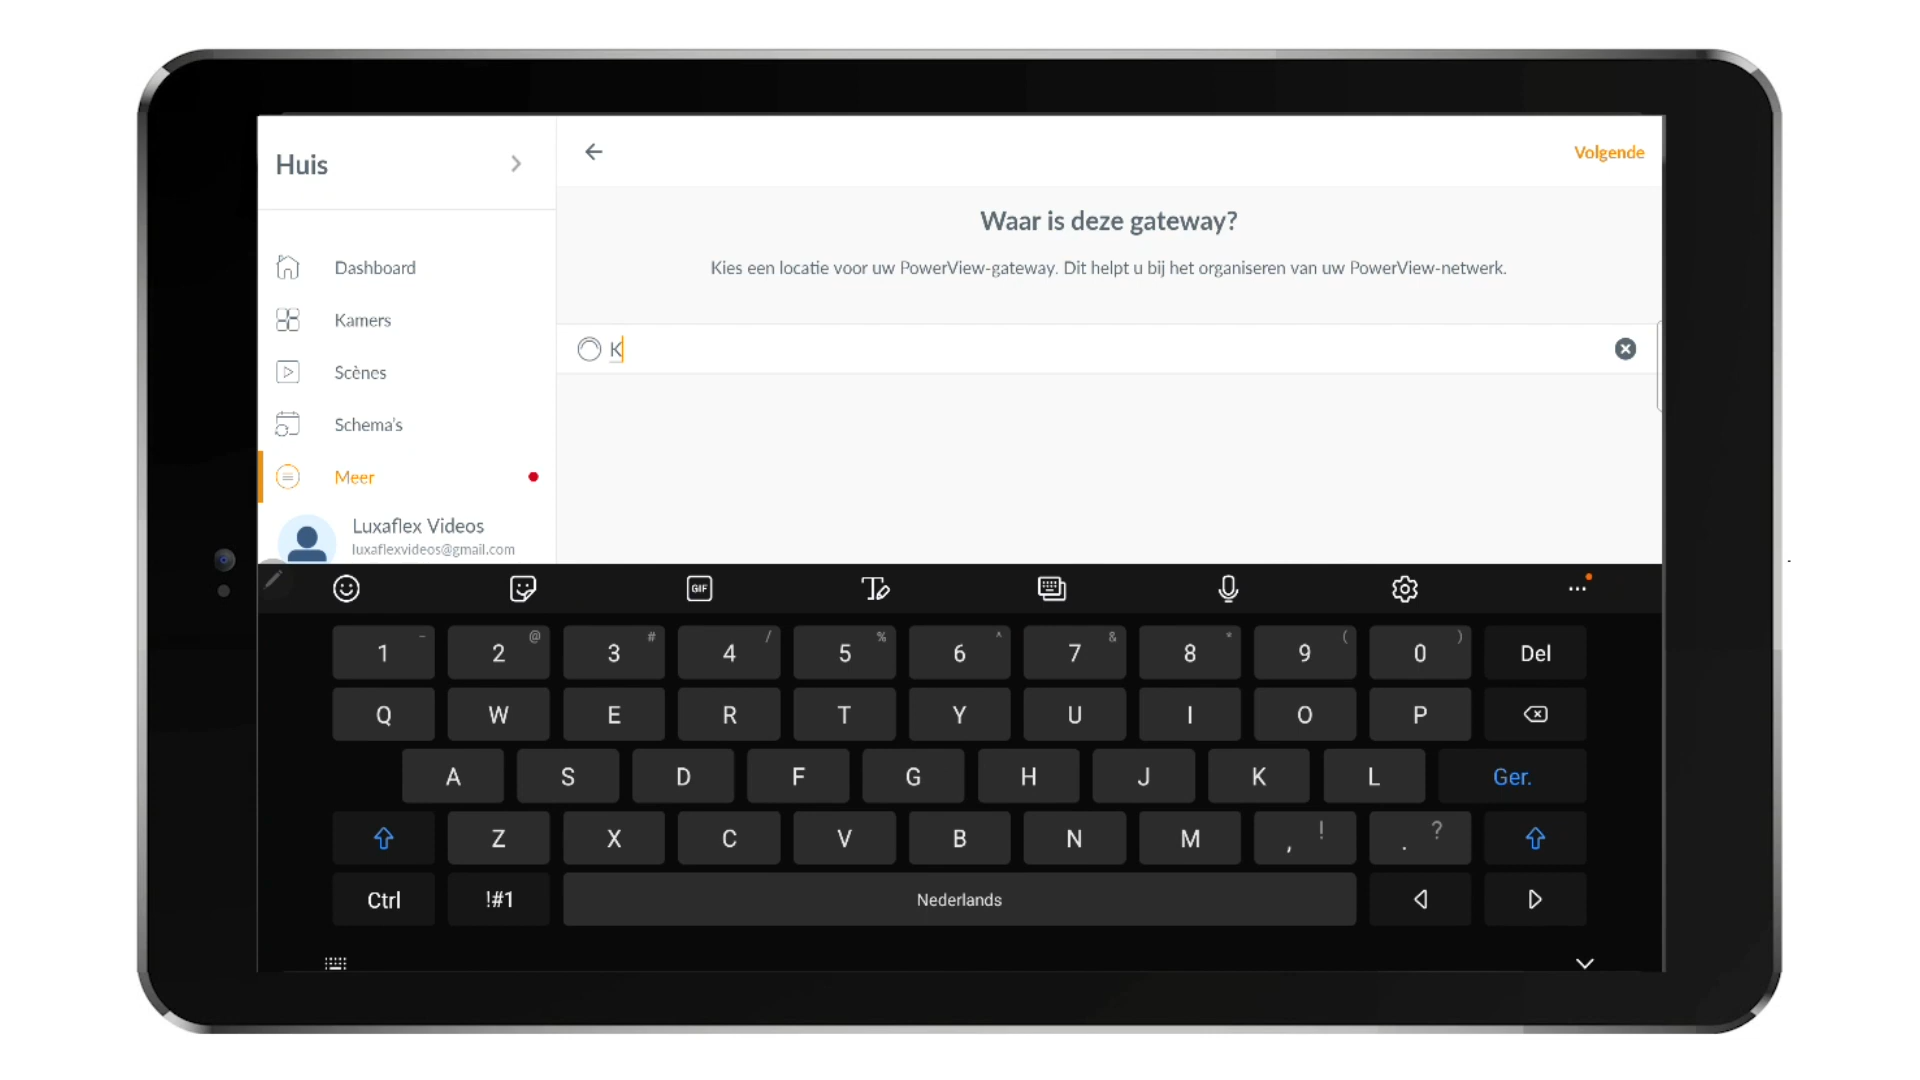 Huis
Volgende
Waar is deze gateway?
Kies een locatie voor uw PowerView-gateway. Dit helpt u bij het organiseren van uw PowerView-netwerk.
Dashboard
Kamers
Scènes
Schema's
Meer
K
Luxaflex Videos
luxaflexvideos@gmail.com
GIF
1 - 2 @ 3 # 4 / 5 % 6 ^ 7 & 8 * 9 ( 0 ) Del
Q W E R T Y U I O P
A S D F G H J K L Ger.
Z X C V B N M , ! . ?
Ctrl !#1 Nederlands